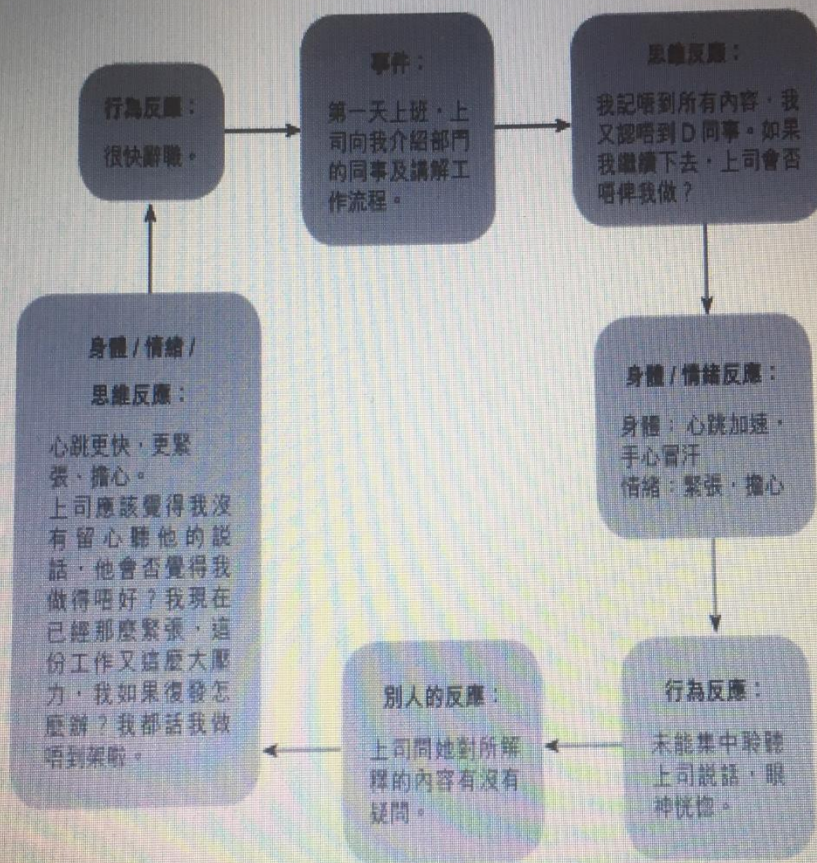 行為反應：
很快辭職。
事件：
第一天上班，上
司向我介紹部門
的同事及講解工
作流程。
思維反應：
我記唔到所有內容，我
又認唔到 D 同事。如果
我繼續下去，上司會否
唔俾我做？
身體 / 情緒反應：
身體： 心跳加速，
手心冒汗
情緒：緊張，擔心
行為反應：
未能集中聆聽
上司説話，眼
神恍惚。
別人的反應：
上司問她對所解
釋的內容有沒有
疑問。
身體 / 情緒 /
思維反應：
心跳更快，更緊
張、擔心。
上司應該覺得我沒
有留心聽他的説
話，他會否覺得我
做得唔好？我現在
已經那麼緊張，這
份工作又這麼大壓
力，我如果復發怎
麼辦？我都話我做
唔到架啦。